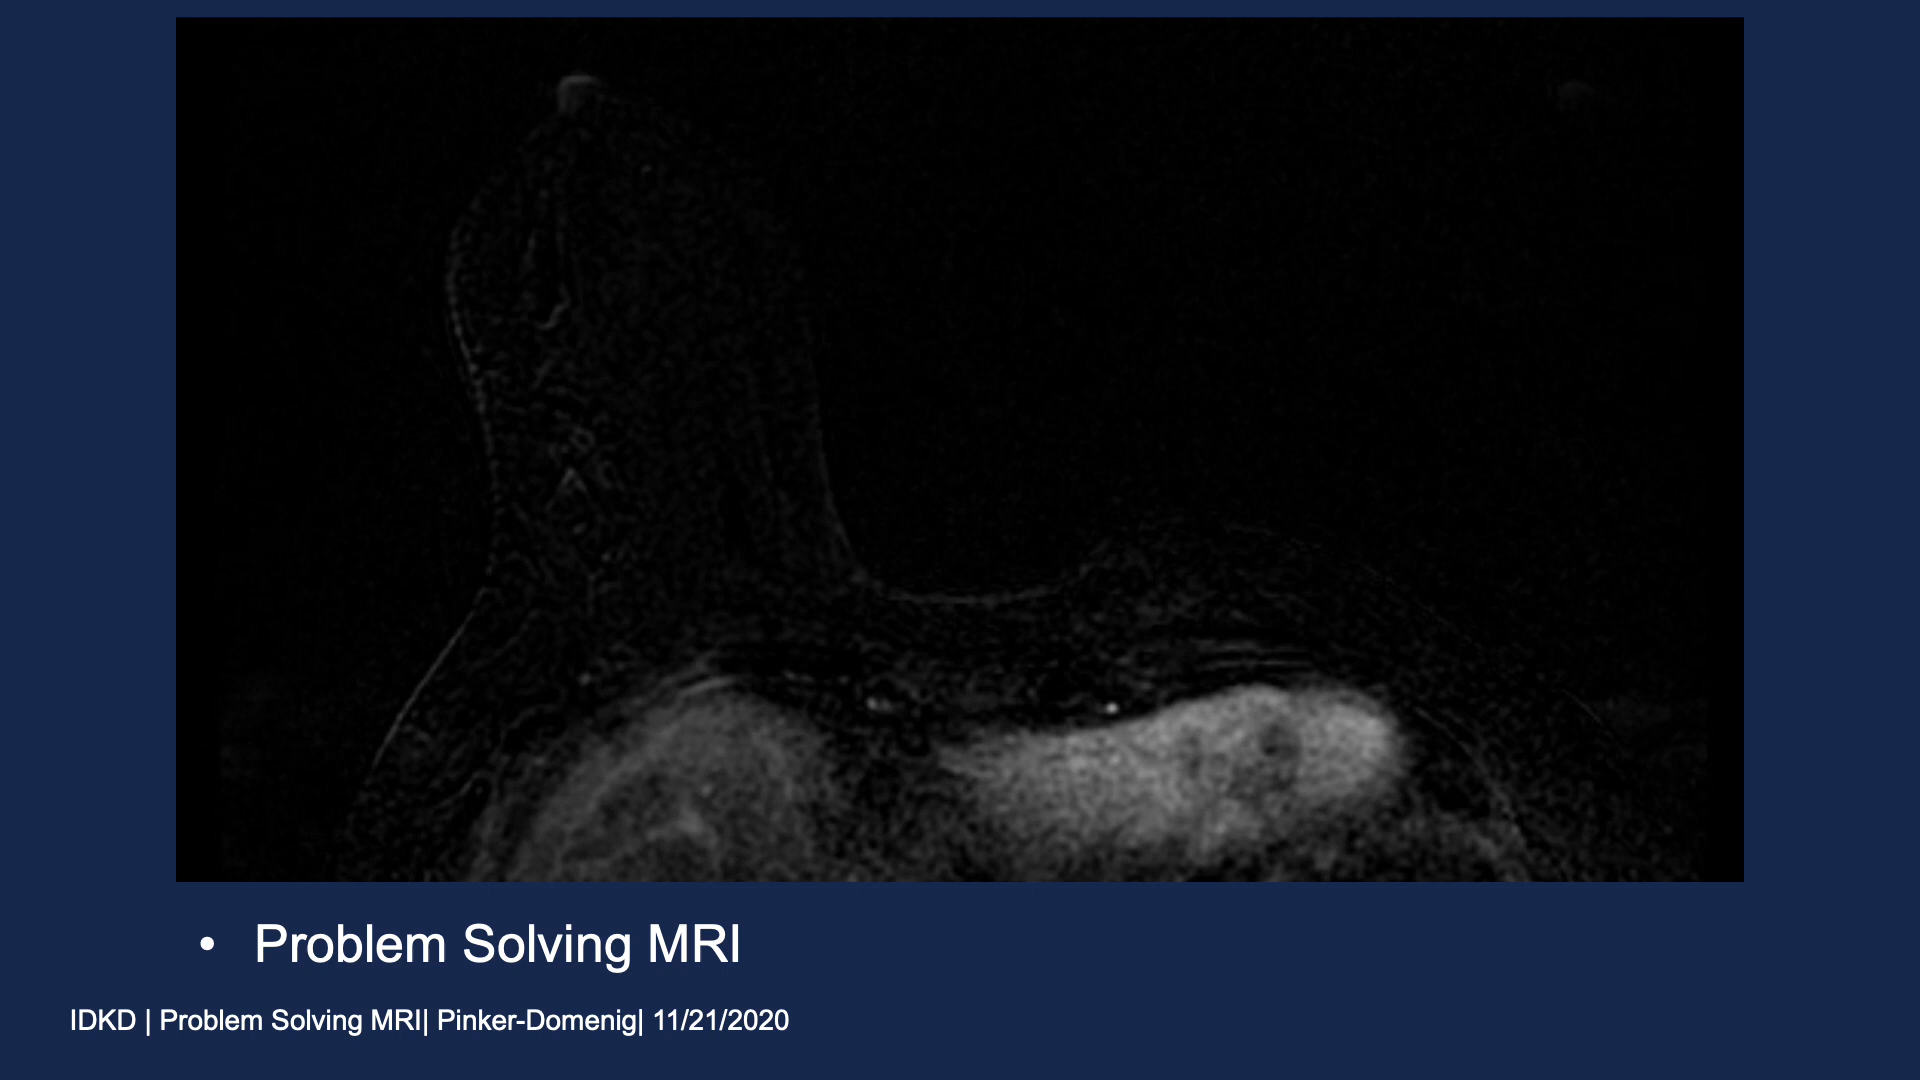 • Problem Solving MRI
IDKD | Problem Solving MRI| Pinker-Domenig| 11/21/2020